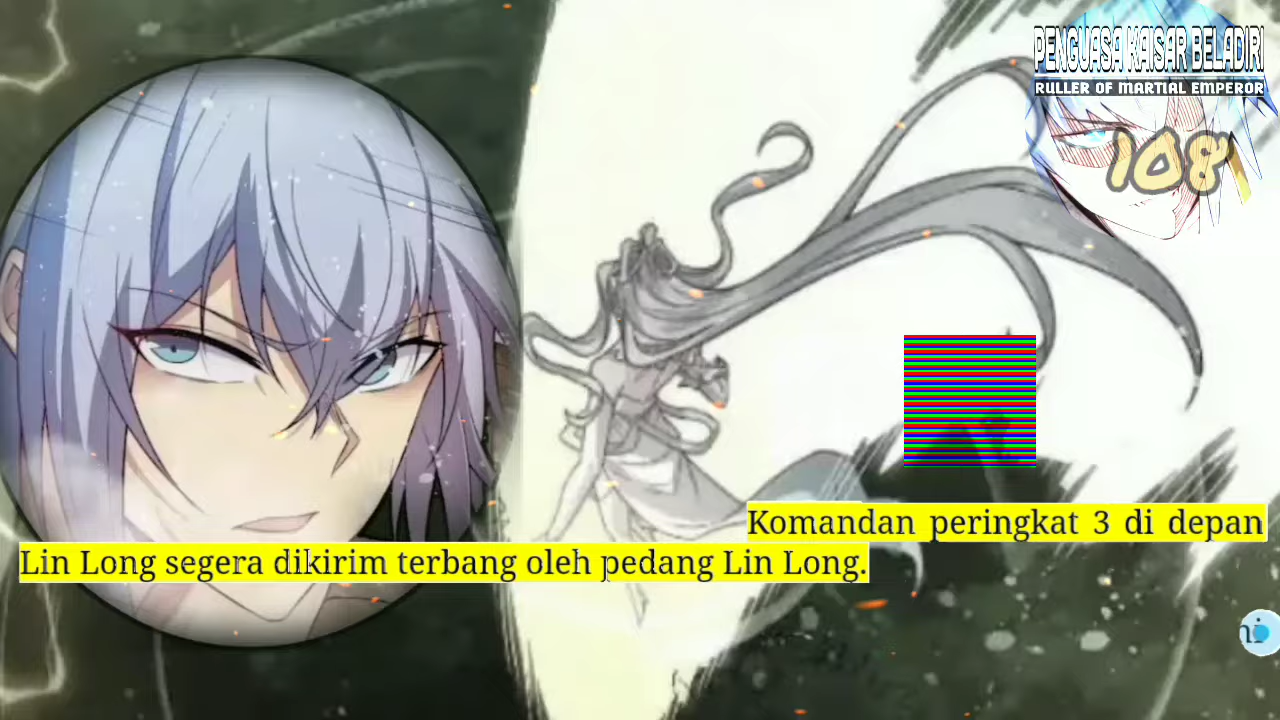 PENGUASA KAISAR BELADIRI
RULLER OF MARTIAL EMPEROR
108
Komandan peringkat 3 di depan
Lin Long segera dikirim terbang oleh pedang Lin Long.